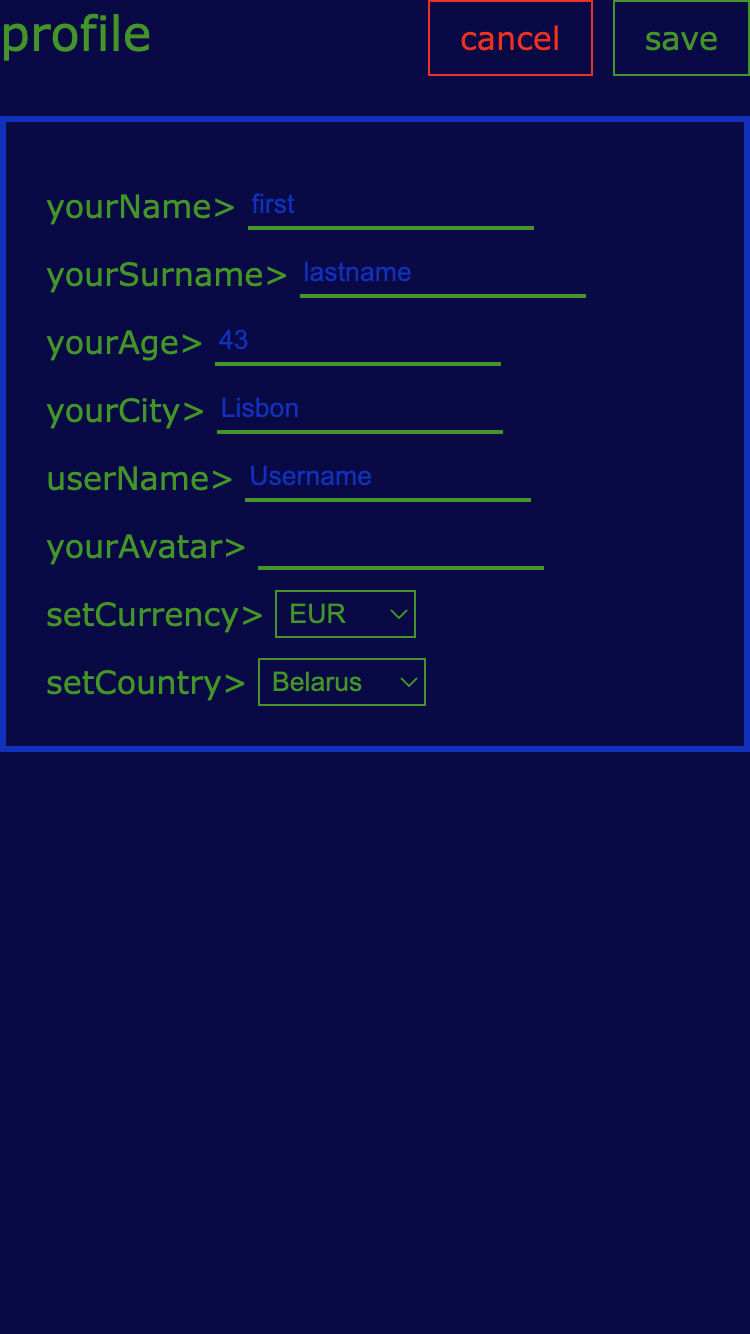 profile cancel save
yourName> first
yourSurname> lastname
yourAge> 43
yourCity> Lisbon
userName> Username
yourAvatar>
setCurrency> EUR
setCountry> Belarus